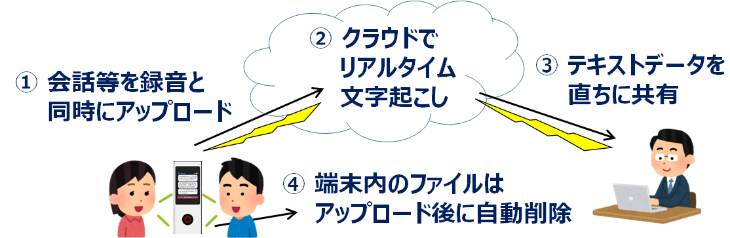 ① 会話等を録音と
同時にアップロード
② クラウドで
リアルタイム
文字起こし
③ テキストデータを
直ちに共有
④ 端末内のファイルは
アップロード後に自動削除